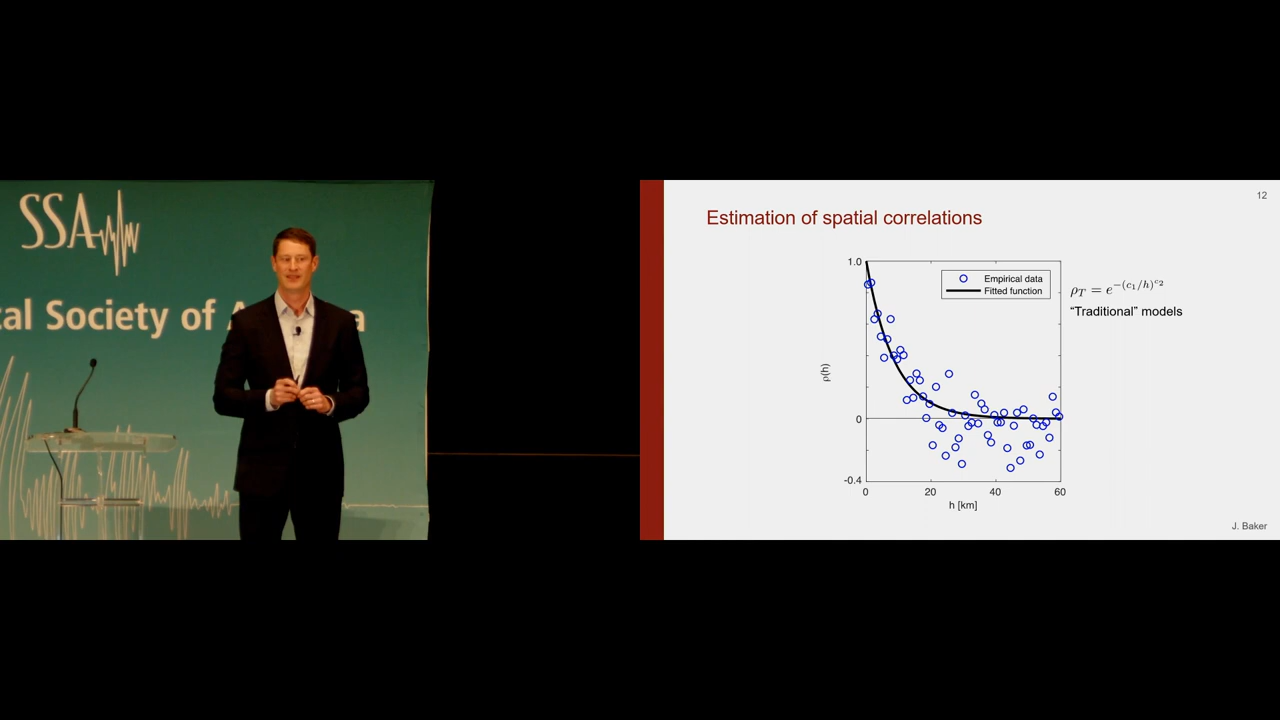 SSA
cal Society of A a
12
Estimation of spatial correlations
1.0
Empirical data
Fitted function
ρ(h)
0
-0.4
0 20 40 60
h [km]
ρ_T = e^{-(c_1/h)^{c_2}}
“Traditional” models
J. Baker